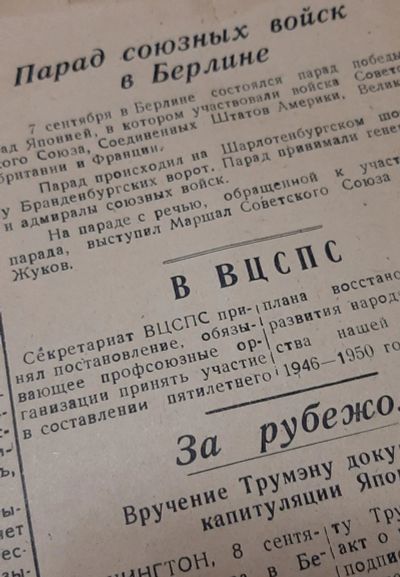 Парад союзных войск
в Берлине
7 сентября в Берлине состоялся парад победы
ад Японией, в котором участвовали войска Совет-
кого Союза, Соединенных Штатов Америки, Велик
британии и Франции.
Парад происходил на Шарлотенбургском шо
у Бранденбургских ворот. Парад принимали гене
и адмиралы союзных войск.
На параде с речью, обращенной к участ
парада, выступил Маршал Советского Союза
Жуков.
В ВЦСПС
Секретариат ВЦСПС при-
нял постановление, обязы-
вающее профсоюзные ор-
ганизации принять участие
в составлении пятилетнего
плана восстано
развития народ
ства нашей
1946—1950 го
За рубежо
Вручение Трумэну доку
капитуляции Япо
НГТОН, 8 сентя-
в Бе-
ту Тру
акт о
подпис